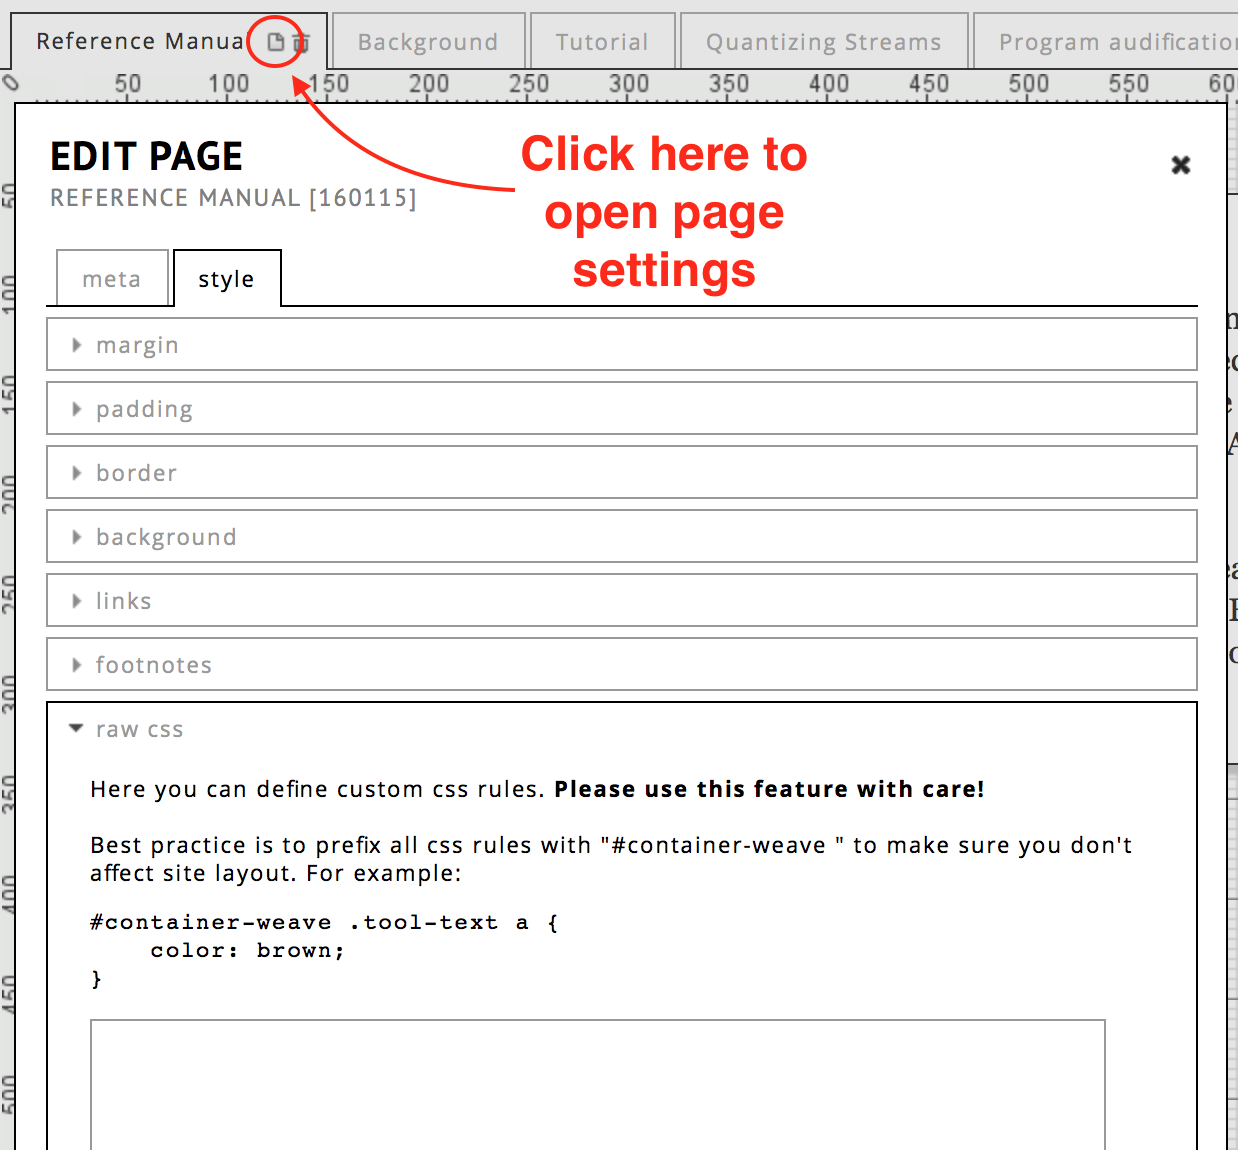 Reference Manua Background Tutorial Quantizing Streams Program audification
0 50 100 150 200 250 300 350 400 450 500 550 600
EDIT PAGE
REFERENCE MANUAL [160115]
Click here to
open page
settings
meta style
margin
padding
border
background
links
footnotes
raw css
Here you can define custom css rules. Please use this feature with care!
Best practice is to prefix all css rules with "#container-weave " to make sure you don't
affect site layout. For example:
#container-weave .tool-text a {
color: brown;
}
50
100
150
200
250
300
350
400
450
500